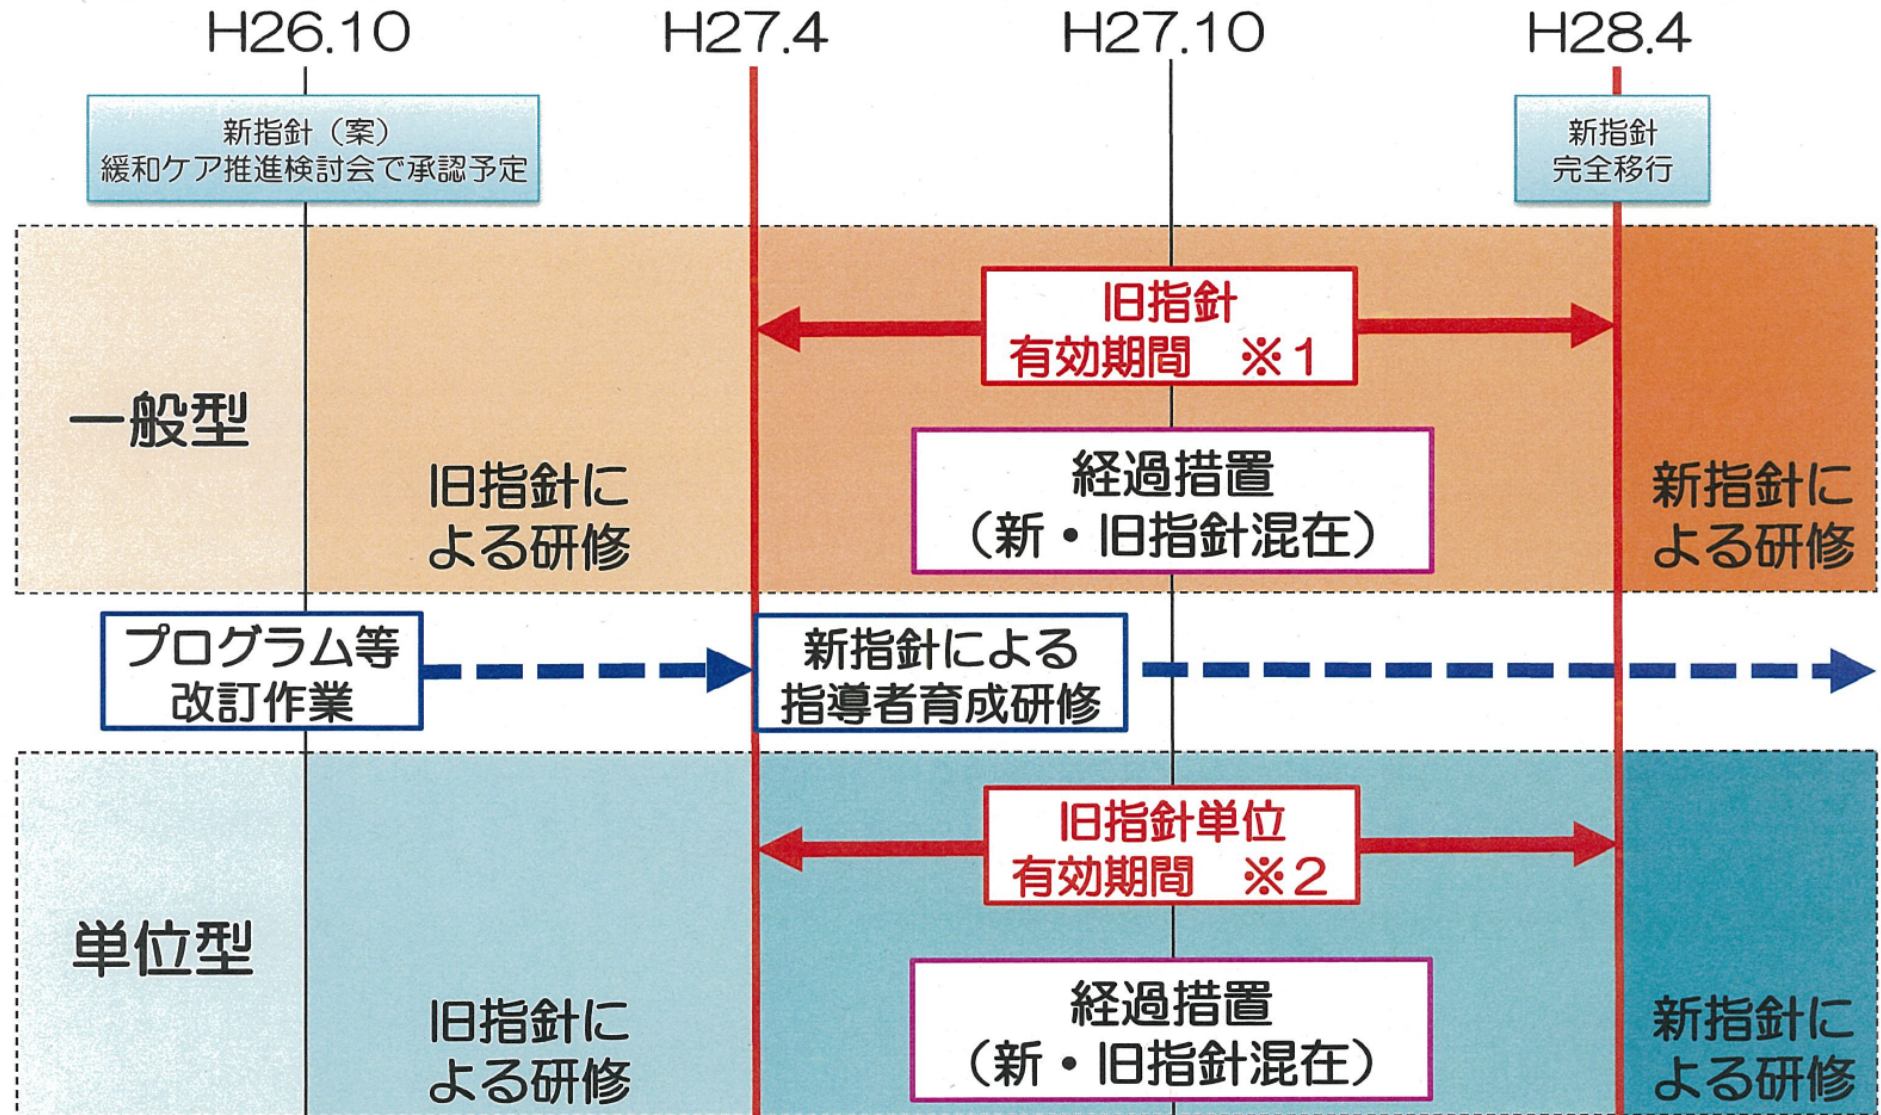 H26.10
H27.4
H27.10
H28.4
新指針（案）
緩和ケア推進検討会で承認予定
新指針
完全移行
旧指針
有効期間　※1
一般型
旧指針に
よる研修
経過措置
（新・旧指針混在）
新指針に
よる研修
プログラム等
改訂作業
新指針による
指導者育成研修
旧指針単位
有効期間　※2
単位型
旧指針に
よる研修
経過措置
（新・旧指針混在）
新指針に
よる研修